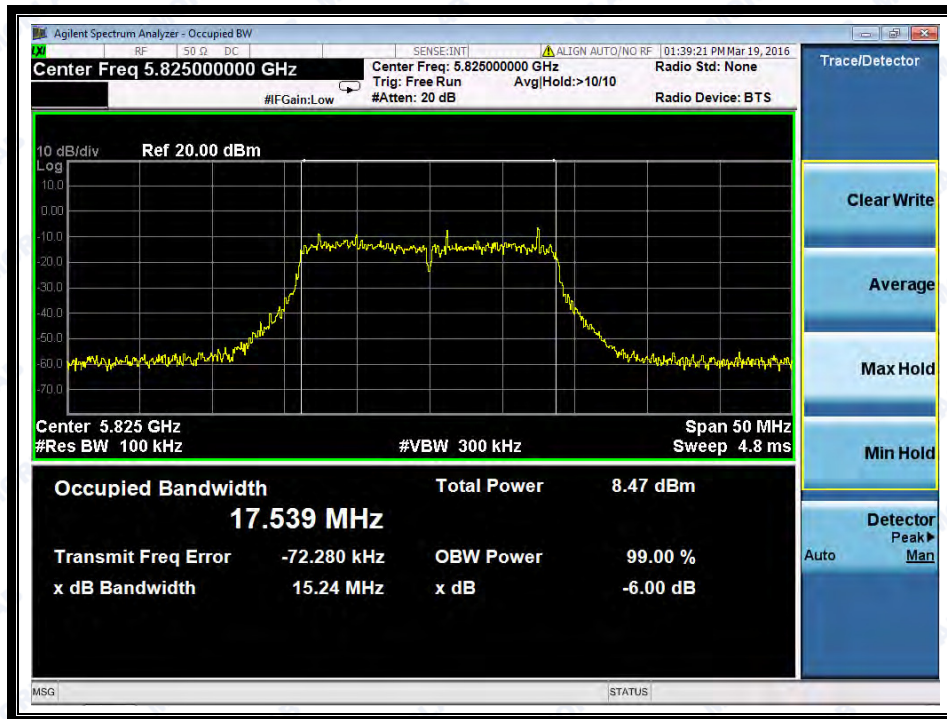 Agilent Spectrum Analyzer - Occupied BW
LXI RF 50 Ω DC SENSE:INT ALIGN AUTO/NO RF 01:39:21 PM Mar 19, 2016
Center Freq 5.825000000 GHz
Center Freq: 5.825000000 GHz
Radio Std: None
Trig: Free Run Avg|Hold:>10/10
#IFGain:Low
#Atten: 20 dB
Radio Device: BTS
10 dB/div Ref 20.00 dBm
Log
10.0
0.00
-10.0
-20.0
-30.0
-40.0
-50.0
-60.0
-70.0
Center 5.825 GHz Span 50 MHz
#Res BW 100 kHz #VBW 300 kHz Sweep 4.8 ms
Occupied Bandwidth Total Power 8.47 dBm
17.539 MHz
Transmit Freq Error -72.280 kHz OBW Power 99.00 %
x dB Bandwidth 15.24 MHz x dB -6.00 dB
MSG STATUS
Trace/Detector
Clear Write
Average
Max Hold
Min Hold
Detector
Peak▶
Auto Man